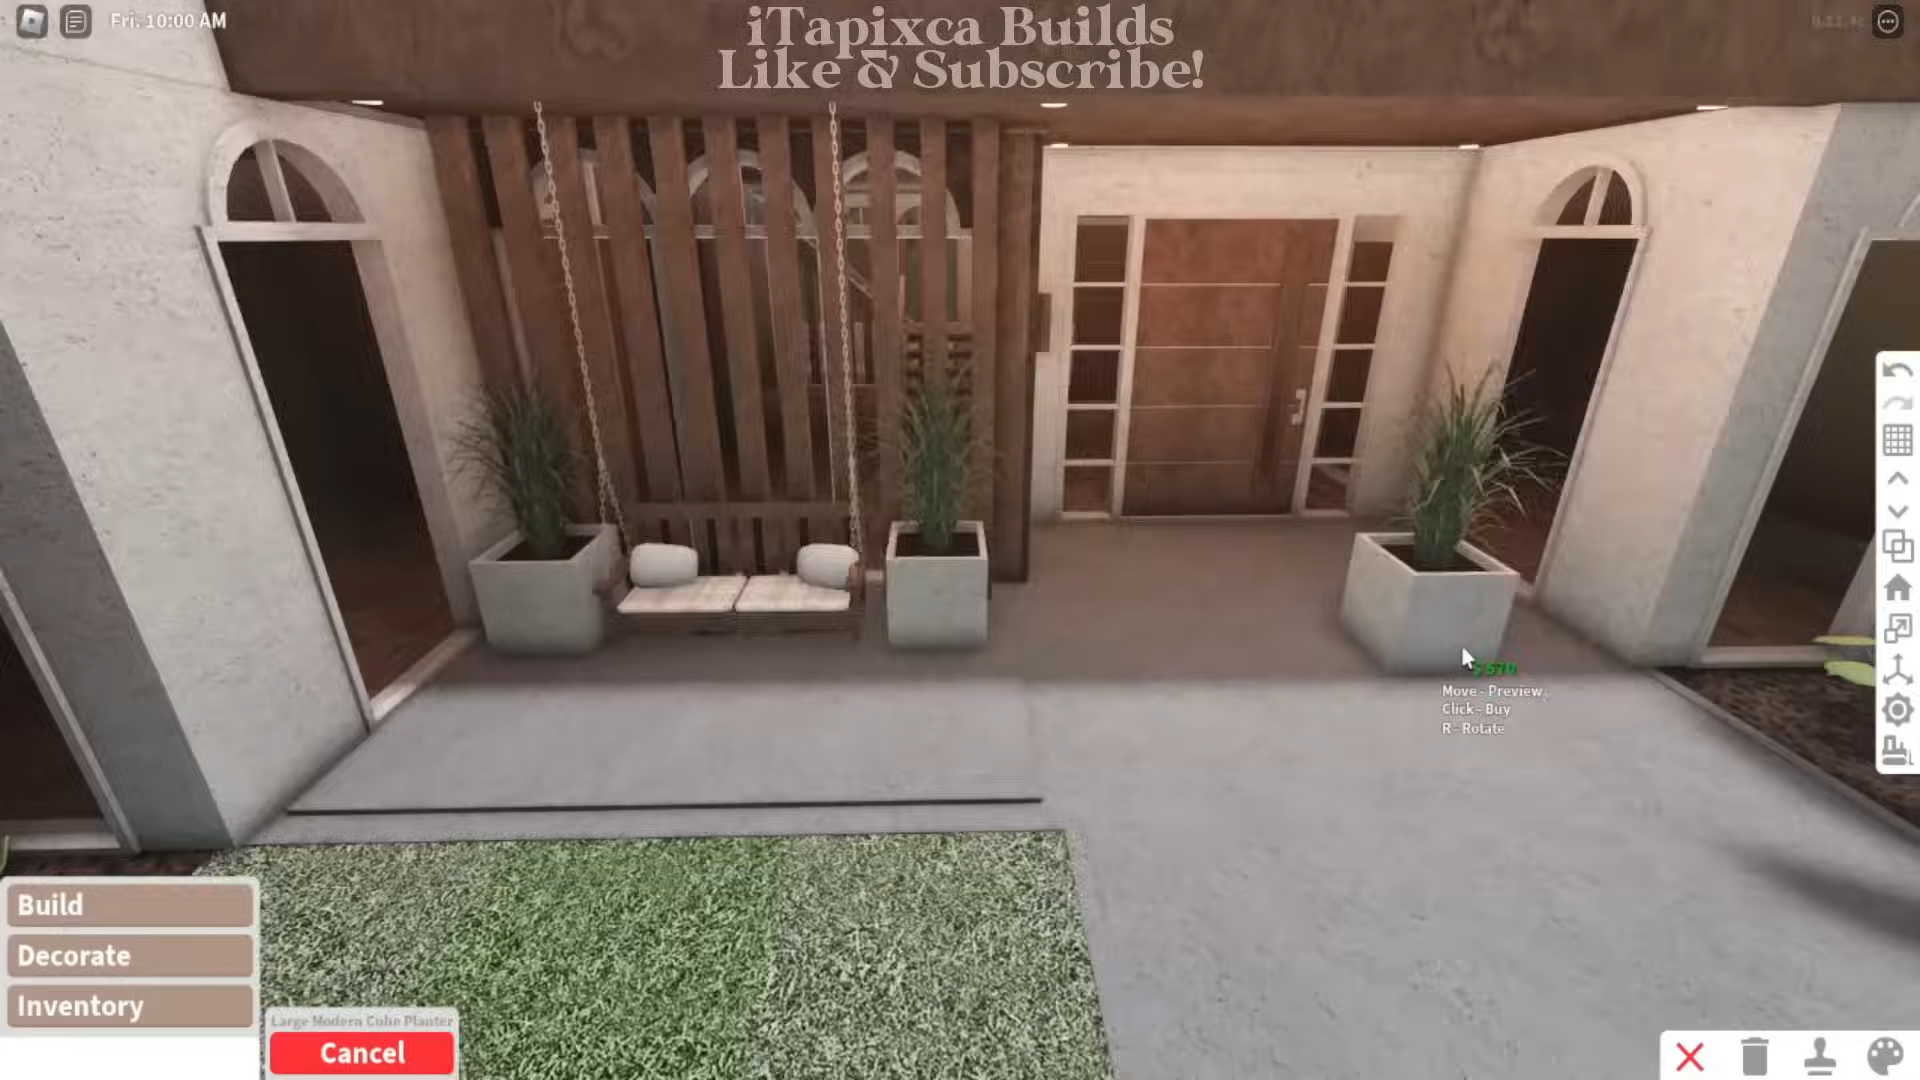 Fri. 10:00 AM
iTapixca Builds
Like & Subscribe!
$570
Move - Preview
Click - Buy
R - Rotate
Build
Decorate
Inventory
Large Modern Cube Planter
Cancel